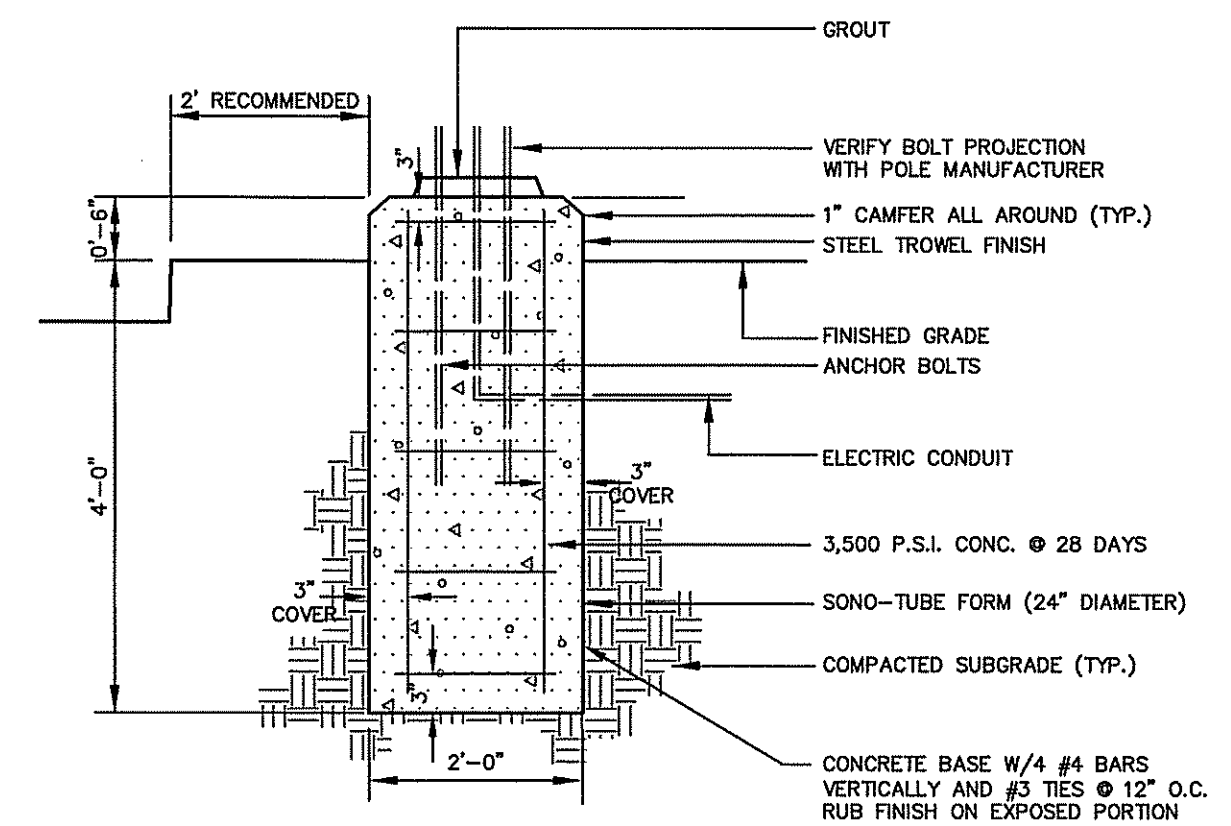 GROUT
2' RECOMMENDED
3"
VERIFY BOLT PROJECTION
WITH POLE MANUFACTURER
0'-6"
1" CAMFER ALL AROUND (TYP.)
STEEL TROWEL FINISH
FINISHED GRADE
ANCHOR BOLTS
ELECTRIC CONDUIT
4'-0"
3"
COVER
3,500 P.S.I. CONC. @ 28 DAYS
3"
COVER
SONO-TUBE FORM (24" DIAMETER)
COMPACTED SUBGRADE (TYP.)
3"
2'-0"
CONCRETE BASE W/4 #4 BARS
VERTICALLY AND #3 TIES @ 12" O.C.
RUB FINISH ON EXPOSED PORTION